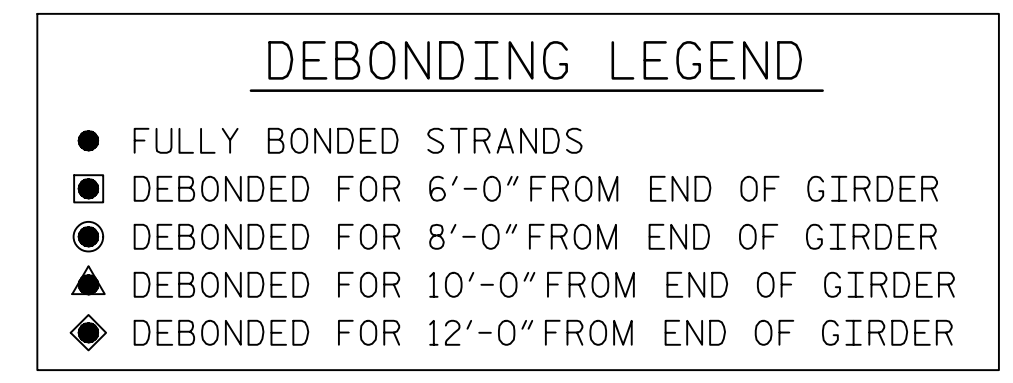 DEBONDING LEGEND
FULLY BONDED STRANDS
DEBONDED FOR 6'-0" FROM END OF GIRDER
DEBONDED FOR 8'-0" FROM END OF GIRDER
DEBONDED FOR 10'-0" FROM END OF GIRDER
DEBONDED FOR 12'-0" FROM END OF GIRDER